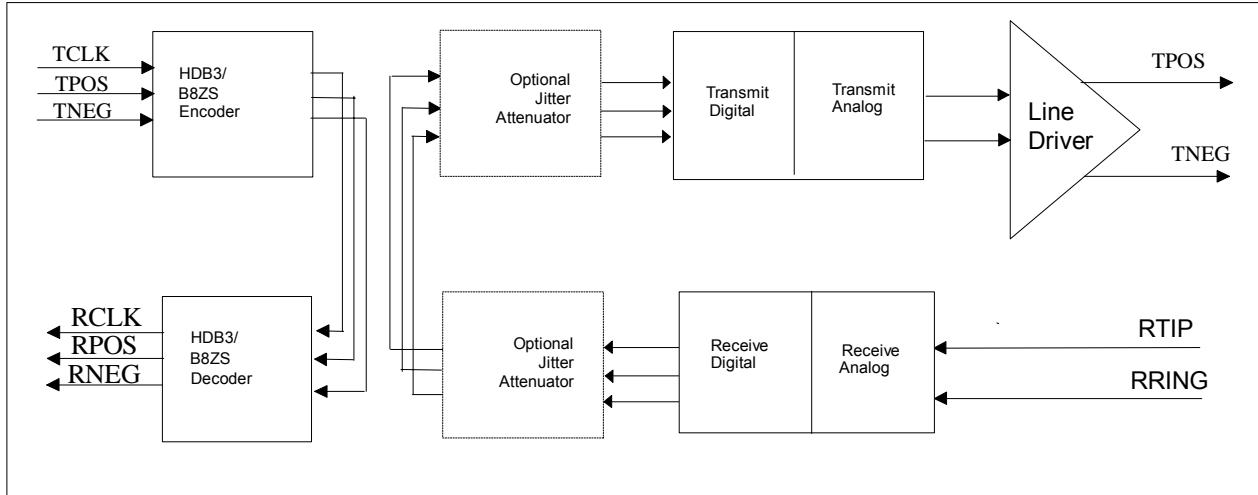 TCLK
TPOS
TNEG
HDB3/
B8ZS
Encoder
Optional
Jitter
Attenuator
Transmit
Digital
Transmit
Analog
Line
Driver
TPOS
TNEG
RCLK
RPOS
RNEG
HDB3/
B8ZS
Decoder
Optional
Jitter
Attenuator
Receive
Digital
Receive
Analog
RTIP
RRING